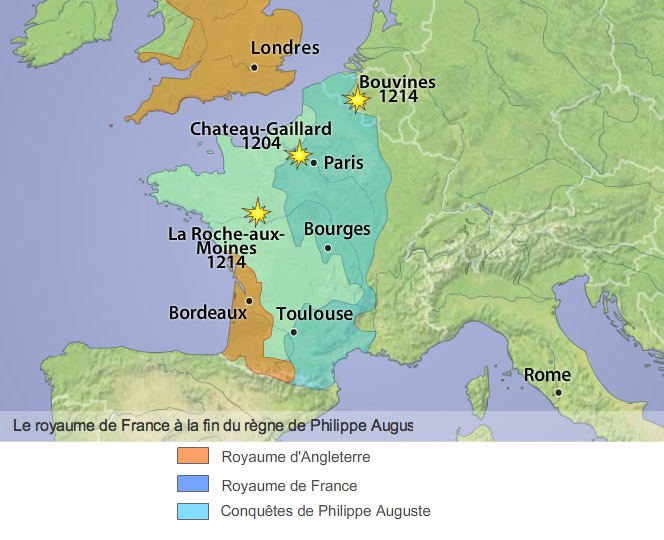 Londres
Bouvines
1214
Chateau-Gaillard
1204
Paris
La Roche-aux-
Moines
1214
Bourges
Bordeaux
Toulouse
Rome
Le royaume de France à la fin du règne de Philippe Augus
Royaume d'Angleterre
Royaume de France
Conquêtes de Philippe Auguste